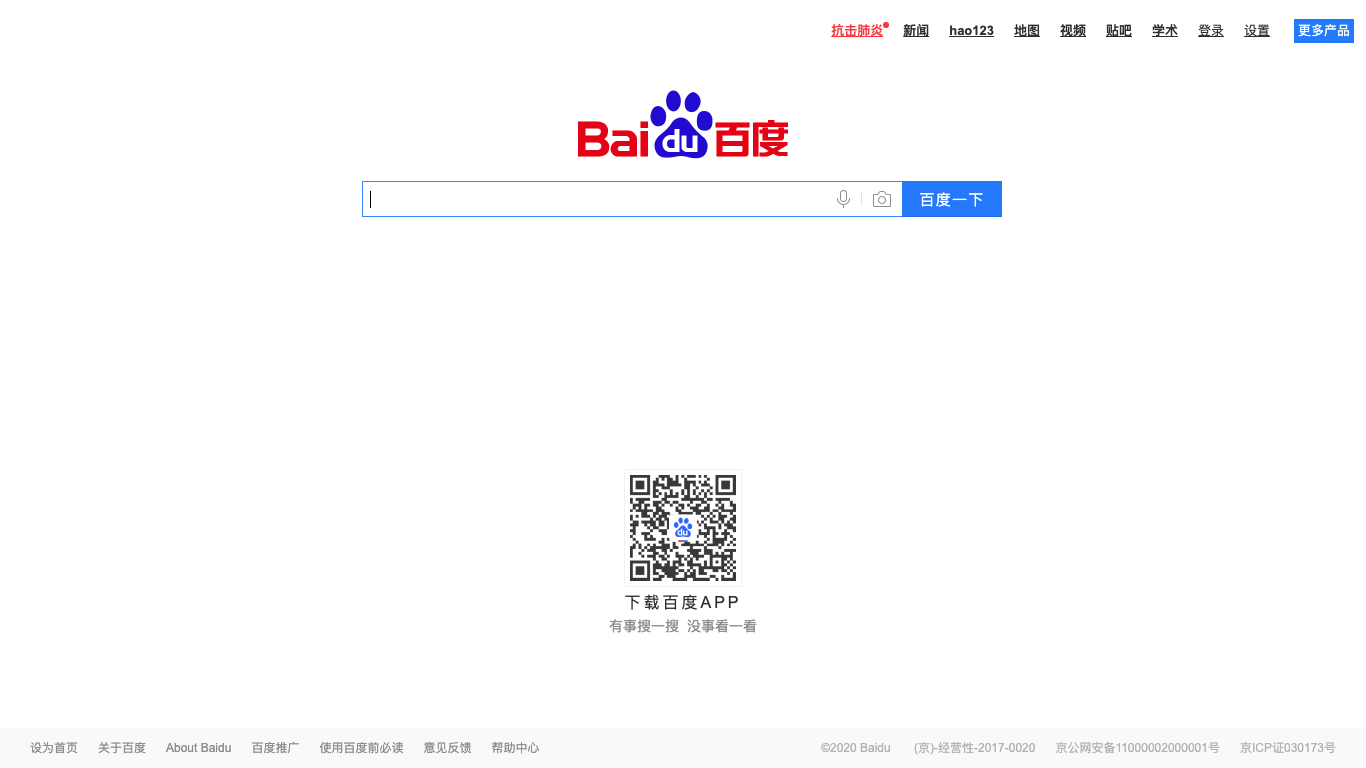 抗击肺炎 新闻 hao123 地图 视频 贴吧 学术 登录 设置 更多产品
Bai du 百度
百度一下
du
下载百度APP
有事搜一搜 没事看一看
设为首页 关于百度 About Baidu 百度推广 使用百度前必读 意见反馈 帮助中心 ©2020 Baidu (京)-经营性-2017-0020 京公网安备11000002000001号 京ICP证030173号